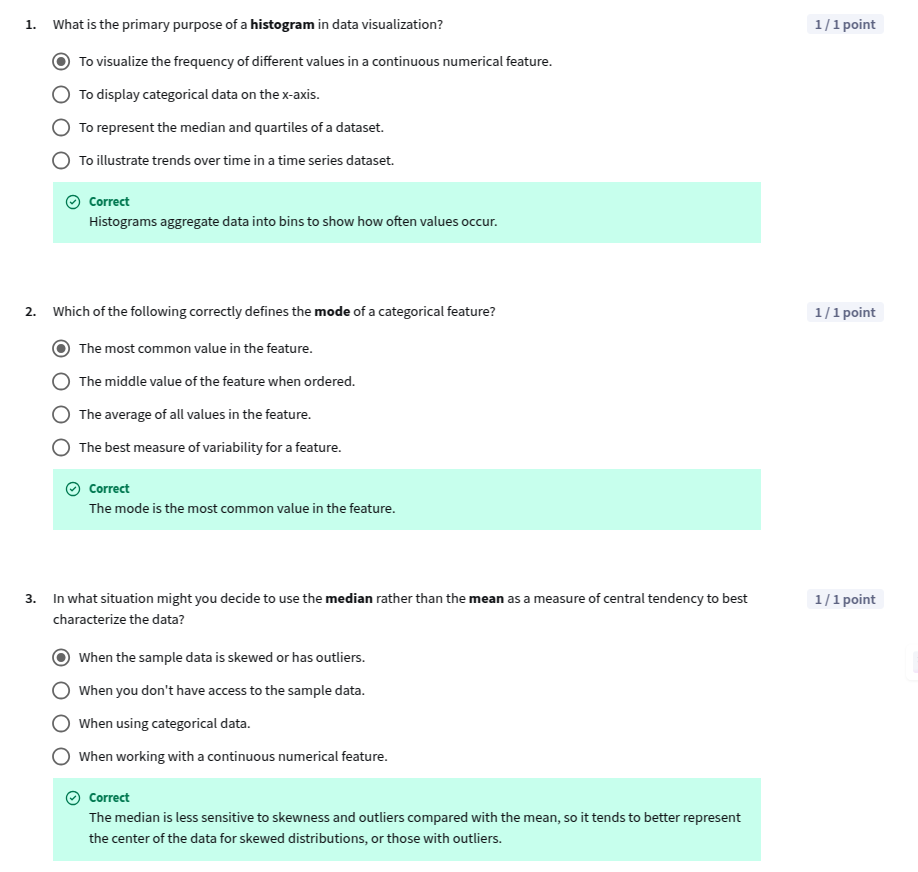 1. What is the primary purpose of a histogram in data visualization? 1 / 1 point
To visualize the frequency of different values in a continuous numerical feature.
To display categorical data on the x-axis.
To represent the median and quartiles of a dataset.
To illustrate trends over time in a time series dataset.
Correct
Histograms aggregate data into bins to show how often values occur.
2. Which of the following correctly defines the mode of a categorical feature? 1 / 1 point
The most common value in the feature.
The middle value of the feature when ordered.
The average of all values in the feature.
The best measure of variability for a feature.
Correct
The mode is the most common value in the feature.
3. In what situation might you decide to use the median rather than the mean as a measure of central tendency to best 1 / 1 point
characterize the data?
When the sample data is skewed or has outliers.
When you don't have access to the sample data.
When using categorical data.
When working with a continuous numerical feature.
Correct
The median is less sensitive to skewness and outliers compared with the mean, so it tends to better represent
the center of the data for skewed distributions, or those with outliers.